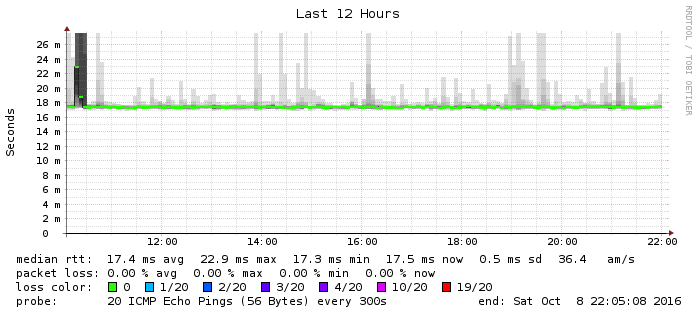 Last 12 Hours
RRDTOOL / TOBI OETIKER
Seconds
26 m
24 m
22 m
20 m
18 m
16 m
14 m
12 m
10 m
8 m
6 m
4 m
2 m
0
12:00 14:00 16:00 18:00 20:00 22:00
median rtt: 17.4 ms avg 22.9 ms max 17.3 ms min 17.5 ms now 0.5 ms sd 36.4 am/s
packet loss: 0.00 % avg 0.00 % max 0.00 % min 0.00 % now
loss color: 0 1/20 2/20 3/20 4/20 10/20 19/20
probe: 20 ICMP Echo Pings (56 Bytes) every 300s end: Sat Oct 8 22:05:08 2016